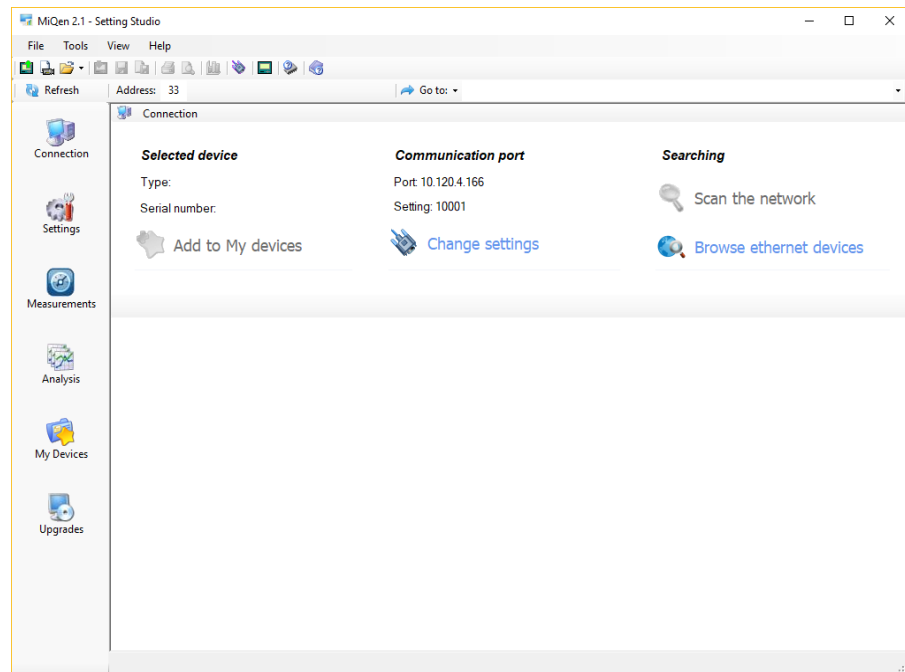 MiQen 2.1 - Setting Studio
File Tools View Help
Refresh Address: 33 Go to:
Connection
Connection
Settings
Measurements
Analysis
My Devices
Upgrades
Selected device
Type:
Serial number:
Add to My devices
Communication port
Port: 10.120.4.166
Setting: 10001
Change settings
Searching
Scan the network
Browse ethernet devices